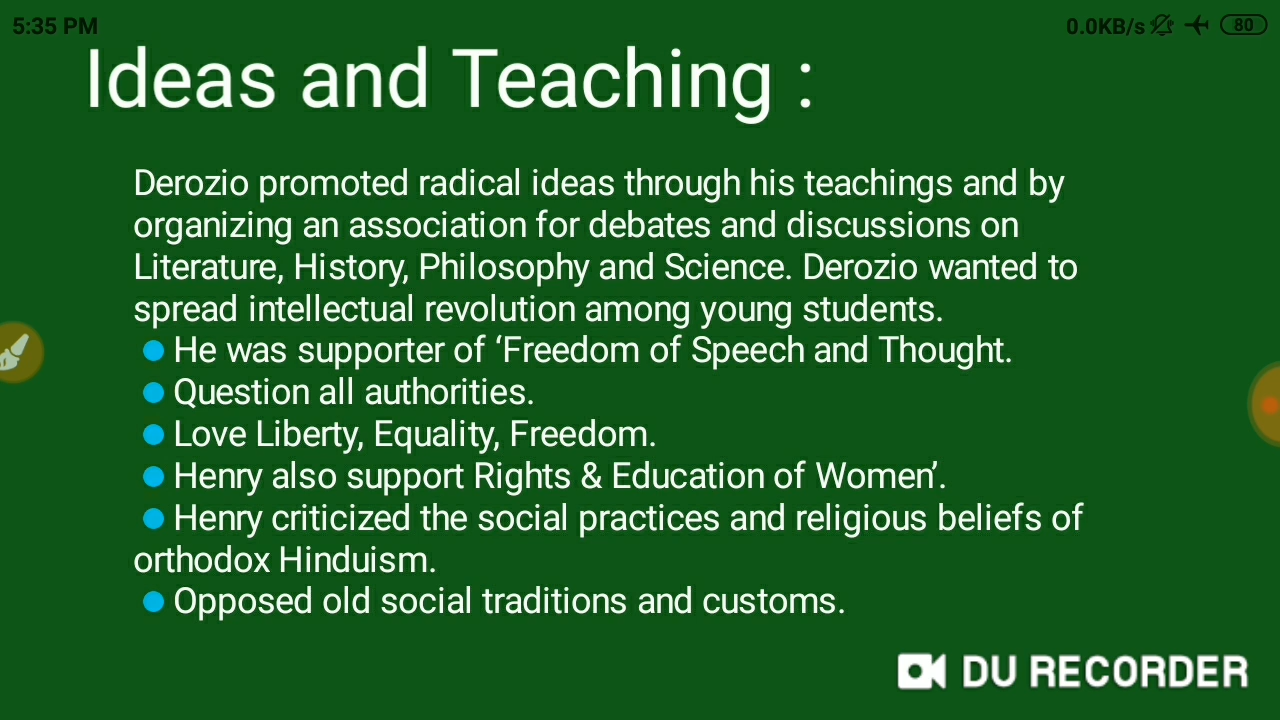 5:35 PM
0.0KB/s
80
Ideas and Teaching :
Derozio promoted radical ideas through his teachings and by
organizing an association for debates and discussions on
Literature, History, Philosophy and Science. Derozio wanted to
spread intellectual revolution among young students.
He was supporter of ‘Freedom of Speech and Thought.
Question all authorities.
Love Liberty, Equality, Freedom.
Henry also support Rights & Education of Women’.
Henry criticized the social practices and religious beliefs of
orthodox Hinduism.
Opposed old social traditions and customs.
DU RECORDER